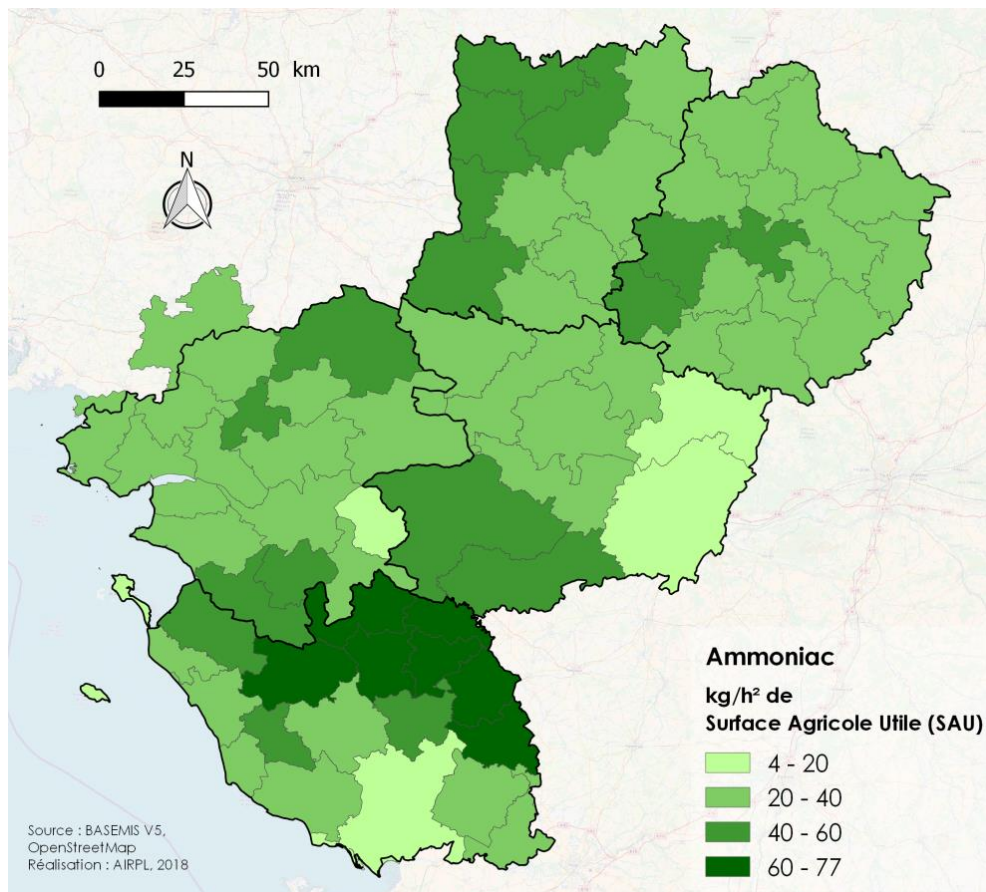 0 25 50 km
N
Ammoniac
kg/h² de
Surface Agricole Utile (SAU)
4 - 20
20 - 40
40 - 60
60 - 77
Source : BASEMIS V5,
OpenStreetMap
Réalisation : AIRPL, 2018